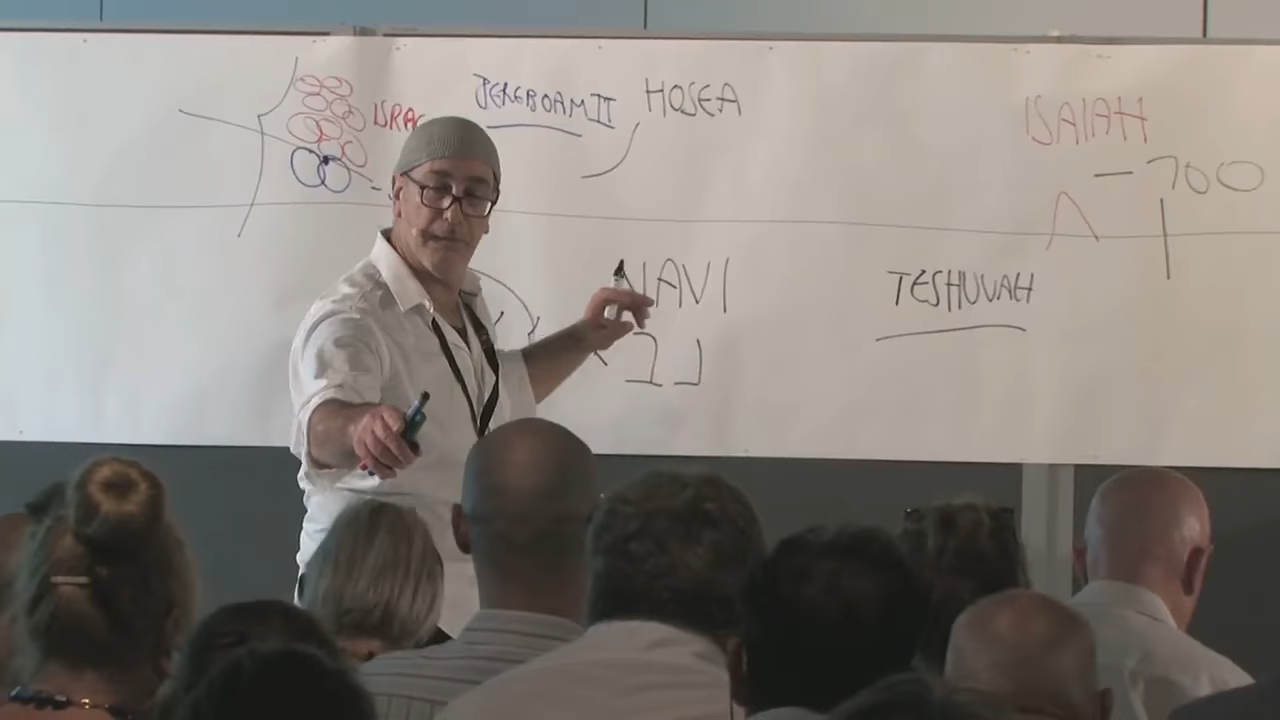 ISRA
JEREBOAM II
HOSEA
ISAIAH
- 700
NAVI
TESHUVAH